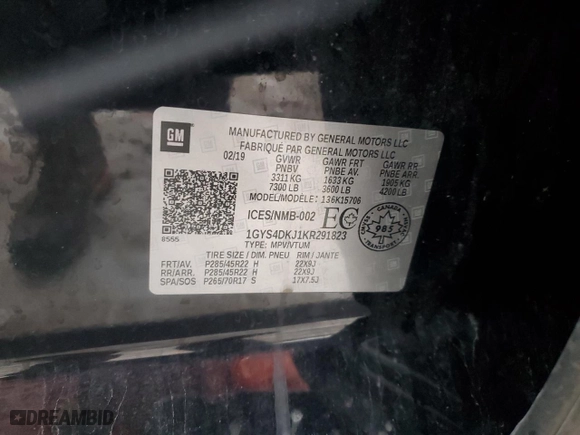 GM
MANUFACTURED BY GENERAL MOTORS LLC
FABRIQUÉ PAR GENERAL MOTORS LLC
02/19 GVWR GAWR FRT GAWR RR
PNBV PNBE AV. PNBE ARR.
3311 KG 1633 KG 1905 KG
7300 LB 3600 LB 4200 LB
MODEL/MODÈLE: 136K15706
ICES/NMB-002 EC
CANADA
985
8555
1GYS4DKJ1KR291823
TYPE: MPV/VTUM
TIRE SIZE / DIM. PNEU RIM / JANTE
FRT/AV. P285/45R22 H 22X9J
RR/ARR. P285/45R22 H 22X9J
SPA/SOS P265/70R17 S 17X7.5J
DREAMBID